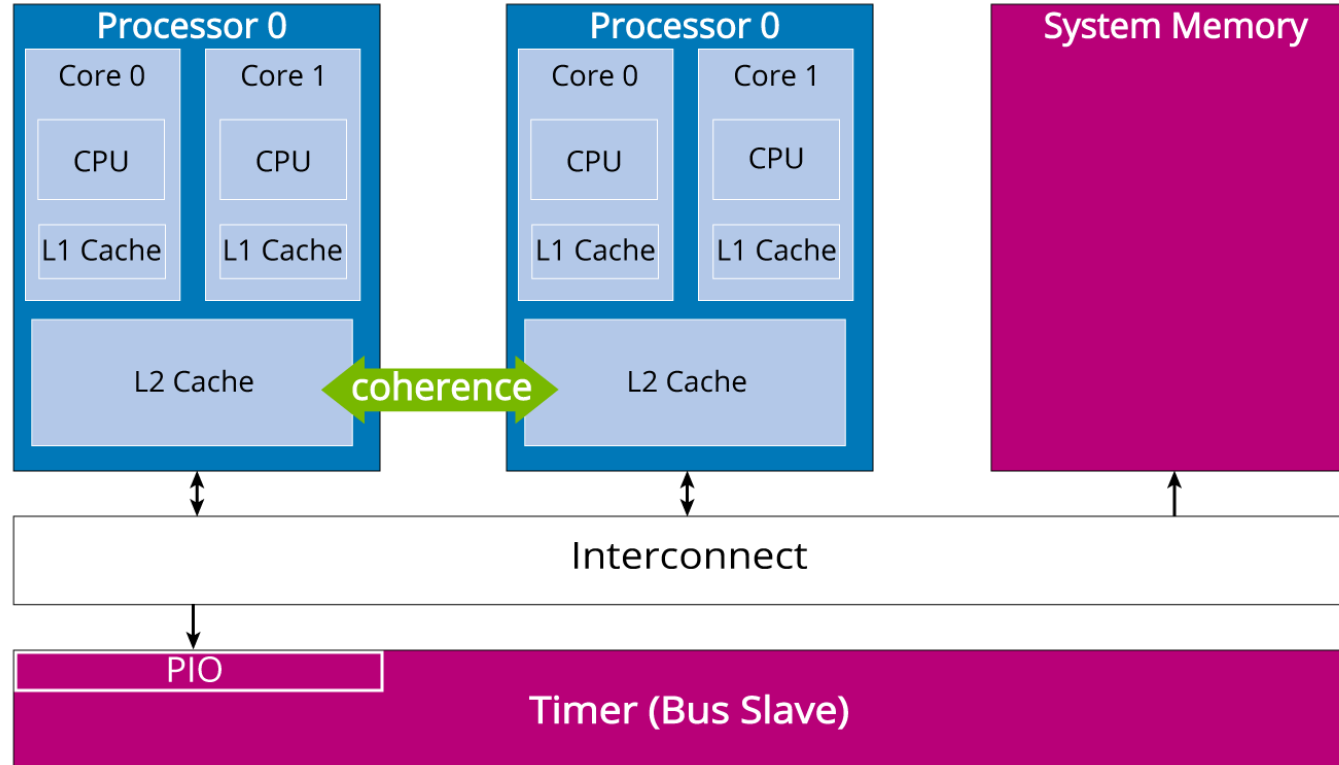 Processor 0
Core 0
CPU
L1 Cache
Core 1
CPU
L1 Cache
L2 Cache
coherence
Processor 0
Core 0
CPU
L1 Cache
Core 1
CPU
L1 Cache
L2 Cache
System Memory
Interconnect
PIO
Timer (Bus Slave)